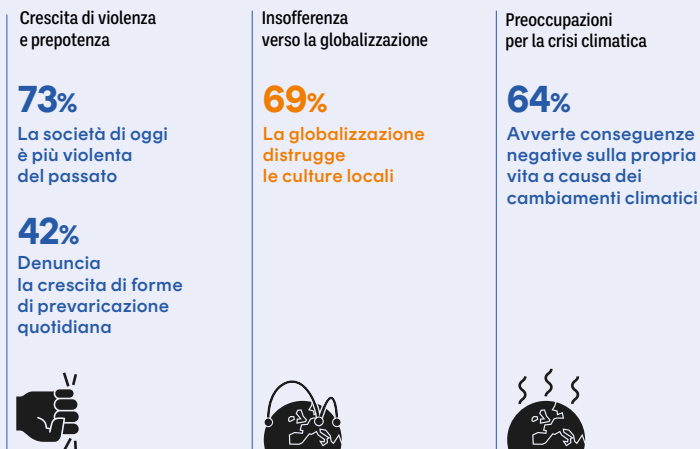 Crescita di violenza
e prepotenza
73%
La società di oggi
è più violenta
del passato
42%
Denuncia
la crescita di forme
di prevaricazione
quotidiana
Insofferenza
verso la globalizzazione
69%
La globalizzazione
distrugge
le culture locali
Preoccupazioni
per la crisi climatica
64%
Avverte conseguenze
negative sulla propria
vita a causa dei
cambiamenti climatici